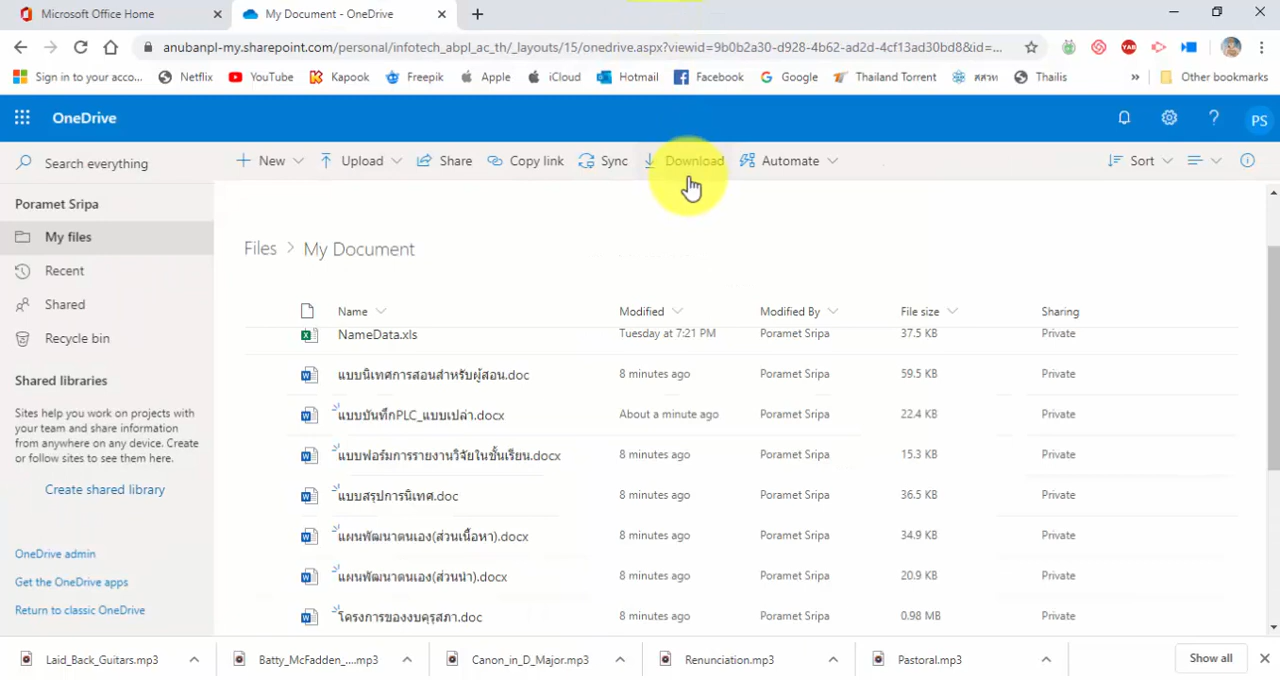 Microsoft Office Home
My Document - OneDrive
anubanpl-my.sharepoint.com/personal/infotech_abpl_ac_th/_layouts/15/onedrive.aspx?viewid=9b0b2a30-d928-4b62-ad2d-4cf13ad30bd8&id=...
Sign in to your acco... Netflix YouTube Kapook Freepik Apple iCloud Hotmail Facebook Google Thailand Torrent สสวท Thailis » Other bookmarks
OneDrive
PS
Search everything
New Upload Share Copy link Sync Download Automate Sort
Poramet Sripa
My files
Recent
Shared
Recycle bin
Shared libraries
Sites help you work on projects with
your team and share information
from anywhere on any device. Create
or follow sites to see them here.
Create shared library
OneDrive admin
Get the OneDrive apps
Return to classic OneDrive
Files > My Document
Name Modified Modified By File size Sharing
NameData.xls Tuesday at 7:21 PM Poramet Sripa 37.5 KB Private
แบบนิเทศการสอนสำหรับผู้สอน.doc 8 minutes ago Poramet Sripa 59.5 KB Private
แบบบันทึกPLC_แบบเปล่า.docx About a minute ago Poramet Sripa 22.4 KB Private
แบบฟอร์มการรายงานวิจัยในชั้นเรียน.docx 8 minutes ago Poramet Sripa 15.3 KB Private
แบบสรุปการนิเทศ.doc 8 minutes ago Poramet Sripa 36.5 KB Private
แผนพัฒนาตนเอง(ส่วนเนื้อหา).docx 8 minutes ago Poramet Sripa 34.9 KB Private
แผนพัฒนาตนเอง(ส่วนนำ).docx 8 minutes ago Poramet Sripa 20.9 KB Private
โครงการของงบคุรุสภา.doc 8 minutes ago Poramet Sripa 0.98 MB Private
Laid_Back_Guitars.mp3 Batty_McFadden_....mp3 Canon_in_D_Major.mp3 Renunciation.mp3 Pastoral.mp3 Show all